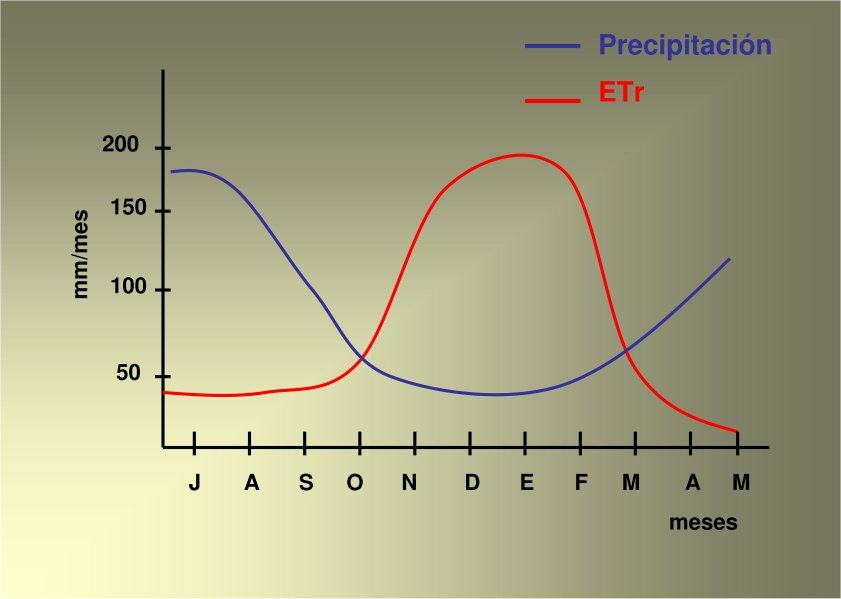 Precipitación
ETr
200
150
100
50
mm/mes
J A S O N D E F M A M
meses